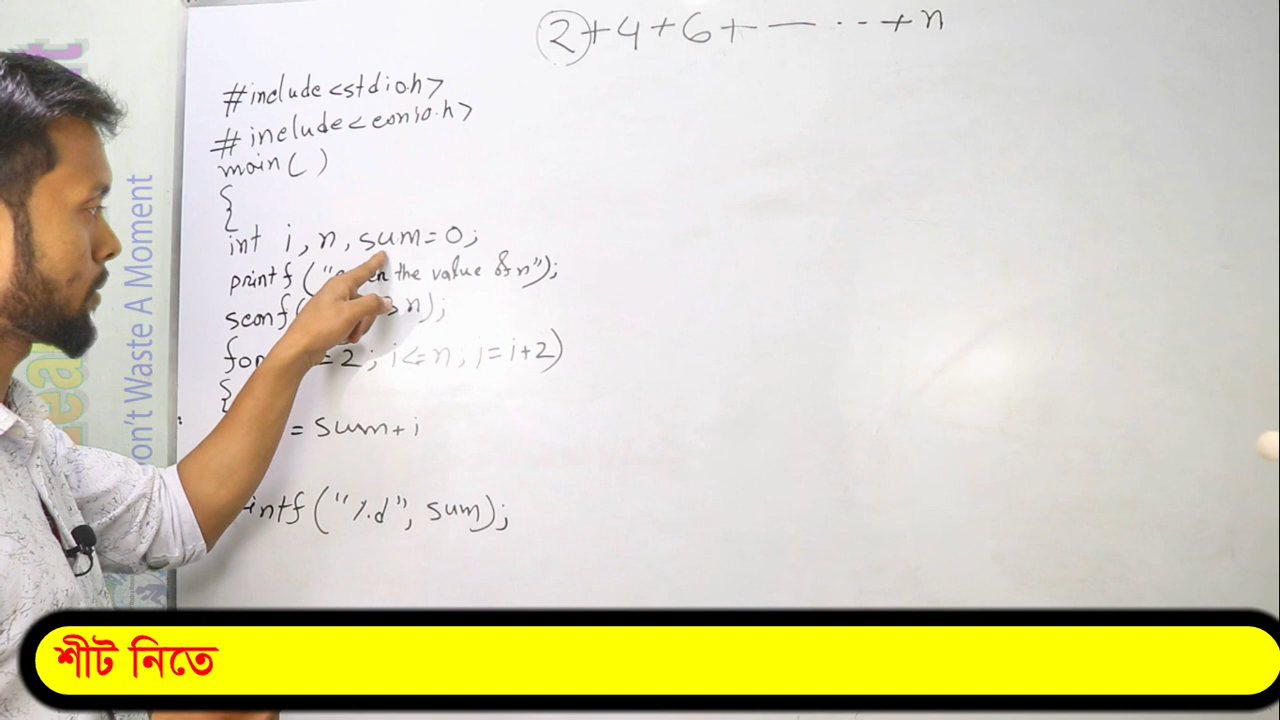 2+4+6+ — ·· + n
#include<stdio.h>
#include<conio.h>
main()
{
int i, n, sum=0;
printf(" the value of n");
scanf( n);
for =2; i<=n; i=i+2)
{
= sum+i
intf("%d", sum);
on't Waste A Moment
শীট নিতে